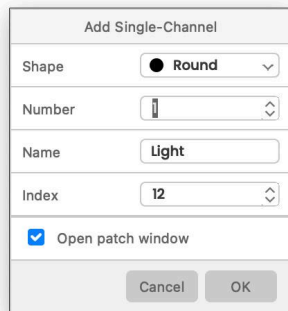 Add Single-Channel
Shape Round
Number 1
Name Light
Index 12
Open patch window
Cancel OK